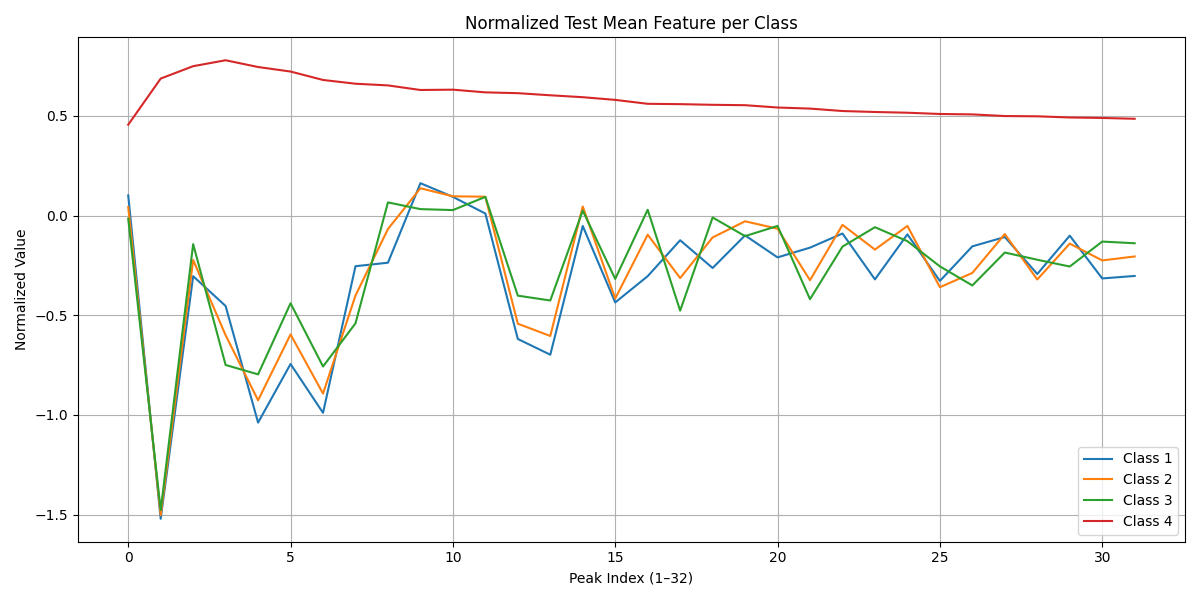 Normalized Test Mean Feature per Class
Normalized Value
0.5
0.0
−0.5
−1.0
−1.5
0 5 10 15 20 25 30
Peak Index (1–32)
Class 1
Class 2
Class 3
Class 4